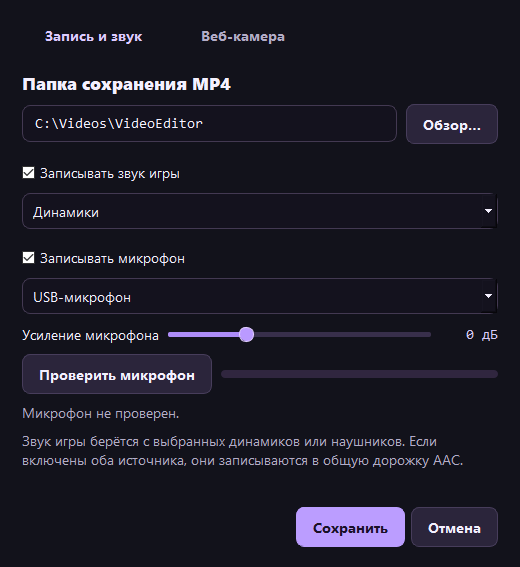 Запись и звук
Веб-камера
Папка сохранения MP4
C:\Videos\VideoEditor
Обзор...
Записывать звук игры
Динамики
Записывать микрофон
USB-микрофон
Усиление микрофона
0 дБ
Проверить микрофон
Микрофон не проверен.
Звук игры берётся с выбранных динамиков или наушников. Если
включены оба источника, они записываются в общую дорожку AAC.
Сохранить
Отмена